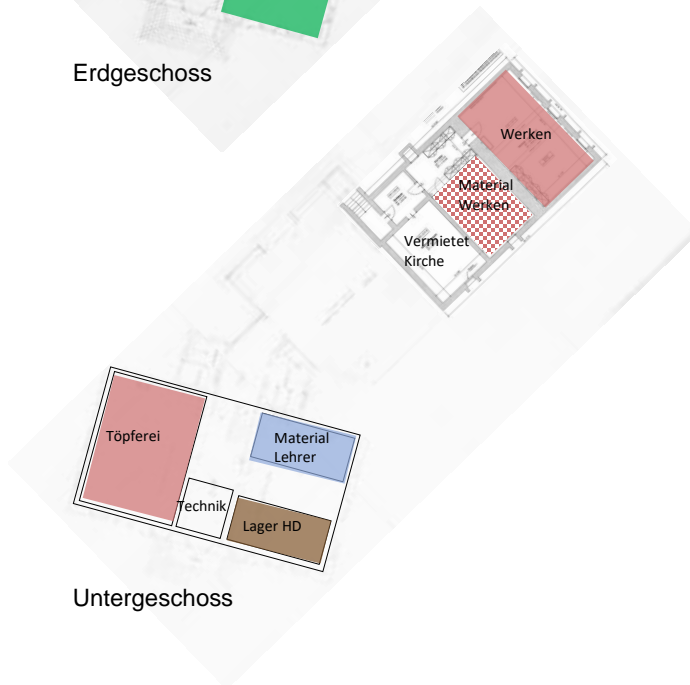 Erdgeschoss
Werken
Material
Werken
Vermietet
Kirche
Töpferei
Material
Lehrer
Technik
Lager HD
Untergeschoss